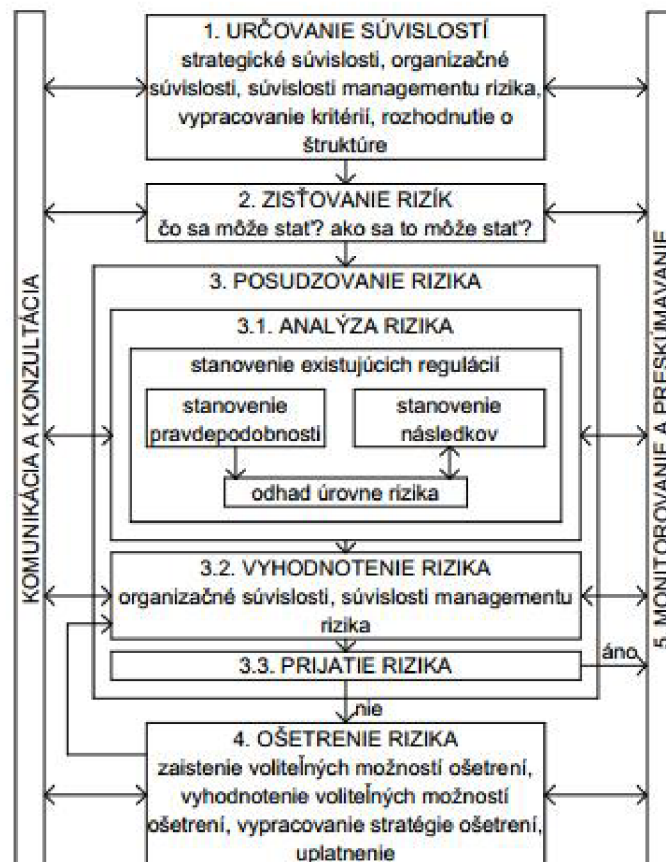 1. URČOVANIE SÚVISLOSTÍ
strategické súvislosti, organizačné
súvislosti, súvislosti managementu rizika,
vypracovanie kritérií, rozhodnutie o
štruktúre
2. ZISŤOVANIE RIZÍK
čo sa môže stať? ako sa to môže stať?
3. POSUDZOVANIE RIZIKA
3.1. ANALÝZA RIZIKA
stanovenie existujúcich regulácií
stanovenie
pravdepodobnosti
stanovenie
následkov
odhad úrovne rizika
3.2. VYHODNOTENIE RIZIKA
organizačné súvislosti, súvislosti managementu
rizika
3.3. PRIJATIE RIZIKA
áno
nie
4. OŠETRENIE RIZIKA
zaistenie voliteľných možností ošetrení,
vyhodnotenie voliteľných možností
ošetrení, vypracovanie stratégie ošetrení,
uplatnenie
KOMUNIKÁCIA A KONZULTÁCIA
5. MONITOROVANIE A PRESKÚMAVANIE